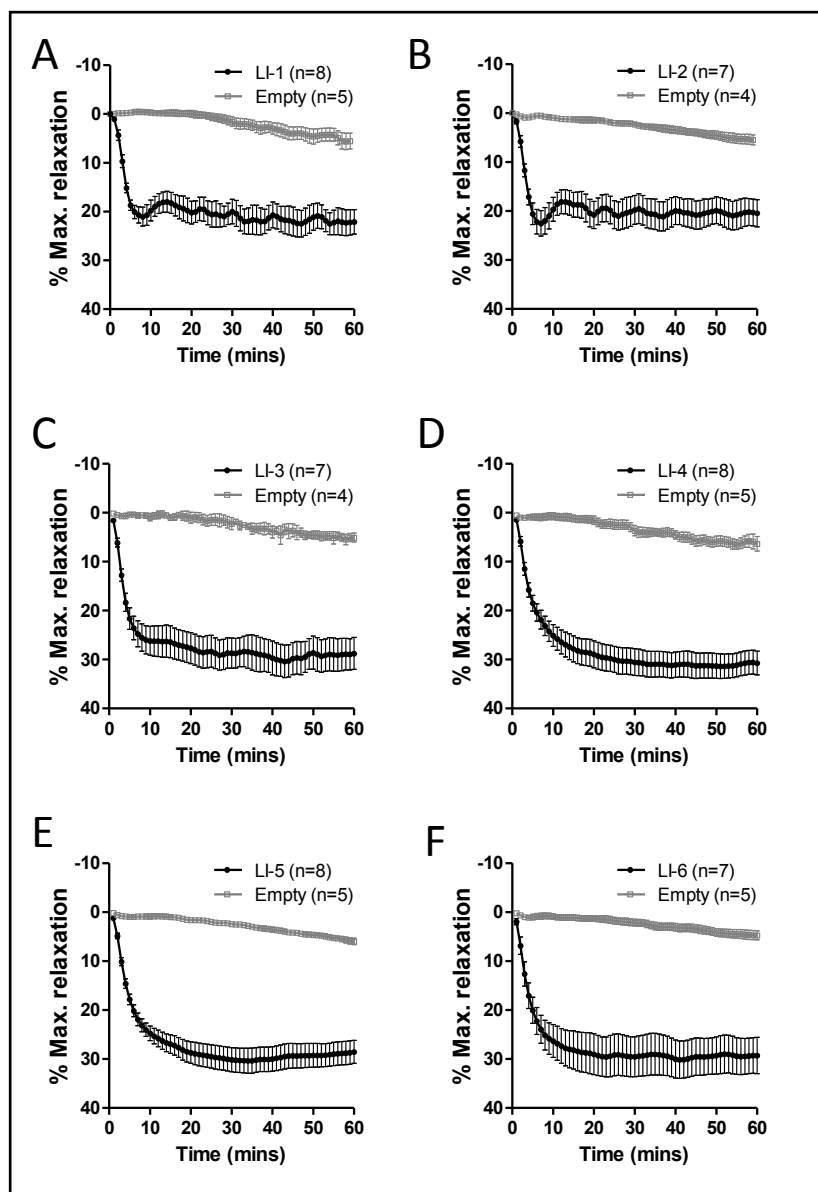 A
LI-1 (n=8)
Empty (n=5)
% Max. relaxation
-10
0
10
20
30
40
0 10 20 30 40 50 60
Time (mins)
B
LI-2 (n=7)
Empty (n=4)
% Max. relaxation
-10
0
10
20
30
40
0 10 20 30 40 50 60
Time (mins)
C
LI-3 (n=7)
Empty (n=4)
% Max. relaxation
-10
0
10
20
30
40
0 10 20 30 40 50 60
Time (mins)
D
LI-4 (n=8)
Empty (n=5)
% Max. relaxation
-10
0
10
20
30
40
0 10 20 30 40 50 60
Time (mins)
E
LI-5 (n=8)
Empty (n=5)
% Max. relaxation
-10
0
10
20
30
40
0 10 20 30 40 50 60
Time (mins)
F
LI-6 (n=7)
Empty (n=5)
% Max. relaxation
-10
0
10
20
30
40
0 10 20 30 40 50 60
Time (mins)